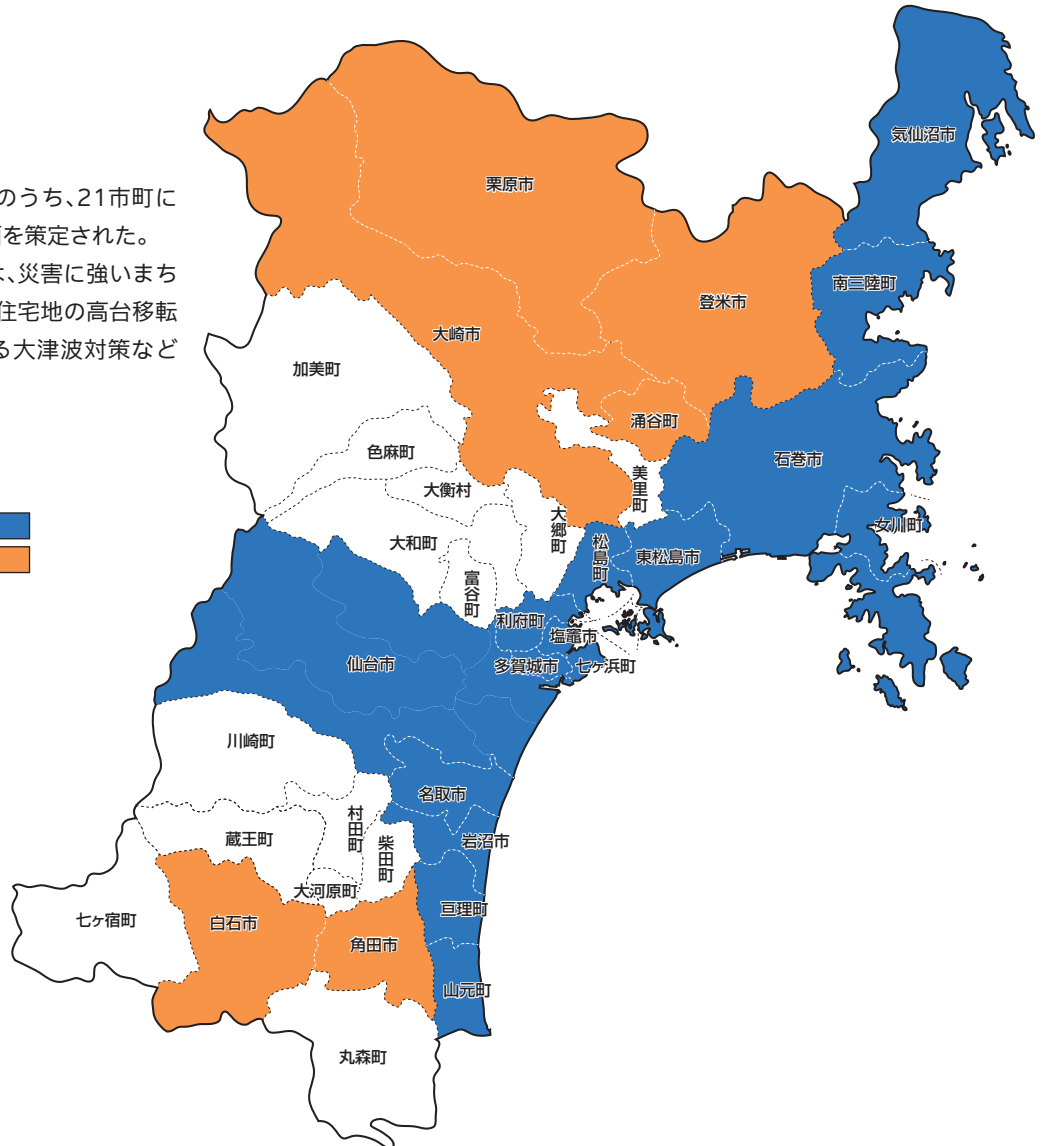 のうち、21市町に
を策定された。
、災害に強いまち
住宅地の高台移転
る大津波対策など
気仙沼市
栗原市
南三陸町
登米市
大崎市
加美町
涌谷町
色麻町
石巻市
大衡村
美里町
女川町
大郷町
大和町
松島町
東松島市
富谷町
利府町
塩竈市
仙台市
多賀城市
七ヶ浜町
川崎町
名取市
村田町
蔵王町
柴田町
岩沼市
大河原町
亘理町
七ヶ宿町
白石市
角田市
山元町
丸森町